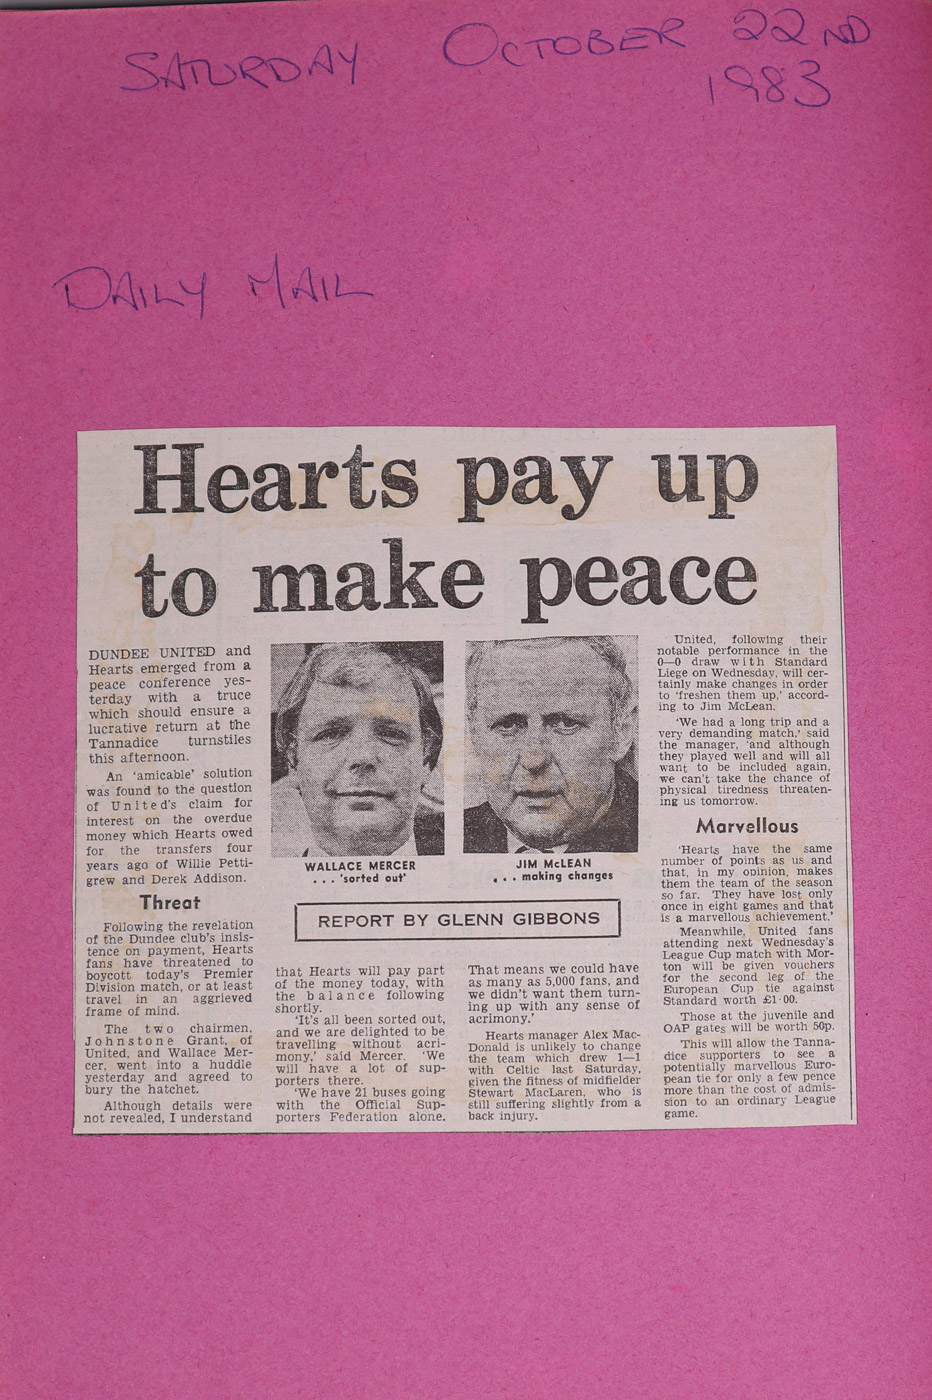 SATURDAY OCTOBER 22ND
1983
DAILY MAIL
Hearts pay up
to make peace
DUNDEE UNITED and
Hearts emerged from a
peace conference yes-
terday with a truce
which should ensure a
lucrative return at the
Tannadice turnstiles
this afternoon.
An 'amicable' solution
was found to the question
of United's claim for
interest on the overdue
money which Hearts owed
for the transfers four
years ago of Willie Petti-
grew and Derek Addison.
Threat
Following the revelation
of the Dundee club's insis-
tence on payment, Hearts
fans have threatened to
boycott today's Premier
Division match, or at least
travel in an aggrieved
frame of mind.
The two chairmen,
Johnstone Grant, of
United, and Wallace Mer-
cer, went into a huddle
yesterday and agreed to
bury the hatchet.
Although details were
not revealed, I understand
WALLACE MERCER
. . . 'sorted out'
JIM McLEAN
. . . making changes
REPORT BY GLENN GIBBONS
that Hearts will pay part
of the money today, with
the balance following
shortly.
'It's all been sorted out,
and we are delighted to be
travelling without acri-
mony,' said Mercer. 'We
will have a lot of sup-
porters there.
'We have 21 buses going
with the Official Sup-
porters Federation alone.
That means we could have
as many as 5,000 fans, and
we didn't want them turn-
ing up with any sense of
acrimony.'
Hearts manager Alex Mac-
Donald is unlikely to change
the team which drew 1—1
with Celtic last Saturday,
given the fitness of midfielder
Stewart MacLaren, who is
still suffering slightly from a
back injury.
United, following their
notable performance in the
0—0 draw with Standard
Liege on Wednesday, will cer-
tainly make changes in order
to 'freshen them up,' accord-
ing to Jim McLean.
'We had a long trip and a
very demanding match,' said
the manager, 'and although
they played well and will all
want to be included again,
we can't take the chance of
physical tiredness threaten-
ing us tomorrow.
Marvellous
'Hearts have the same
number of points as us and
that, in my opinion, makes
them the team of the season
so far. They have lost only
once in eight games and that
is a marvellous achievement.'
Meanwhile, United fans
attending next Wednesday's
League Cup match with Mor-
ton will be given vouchers
for the second leg of the
European Cup tie against
Standard worth £1·00.
Those at the juvenile and
OAP gates will be worth 50p.
This will allow the Tanna-
dice supporters to see a
potentially marvellous Euro-
pean tie for only a few pence
more than the cost of admis-
sion to an ordinary League
game.